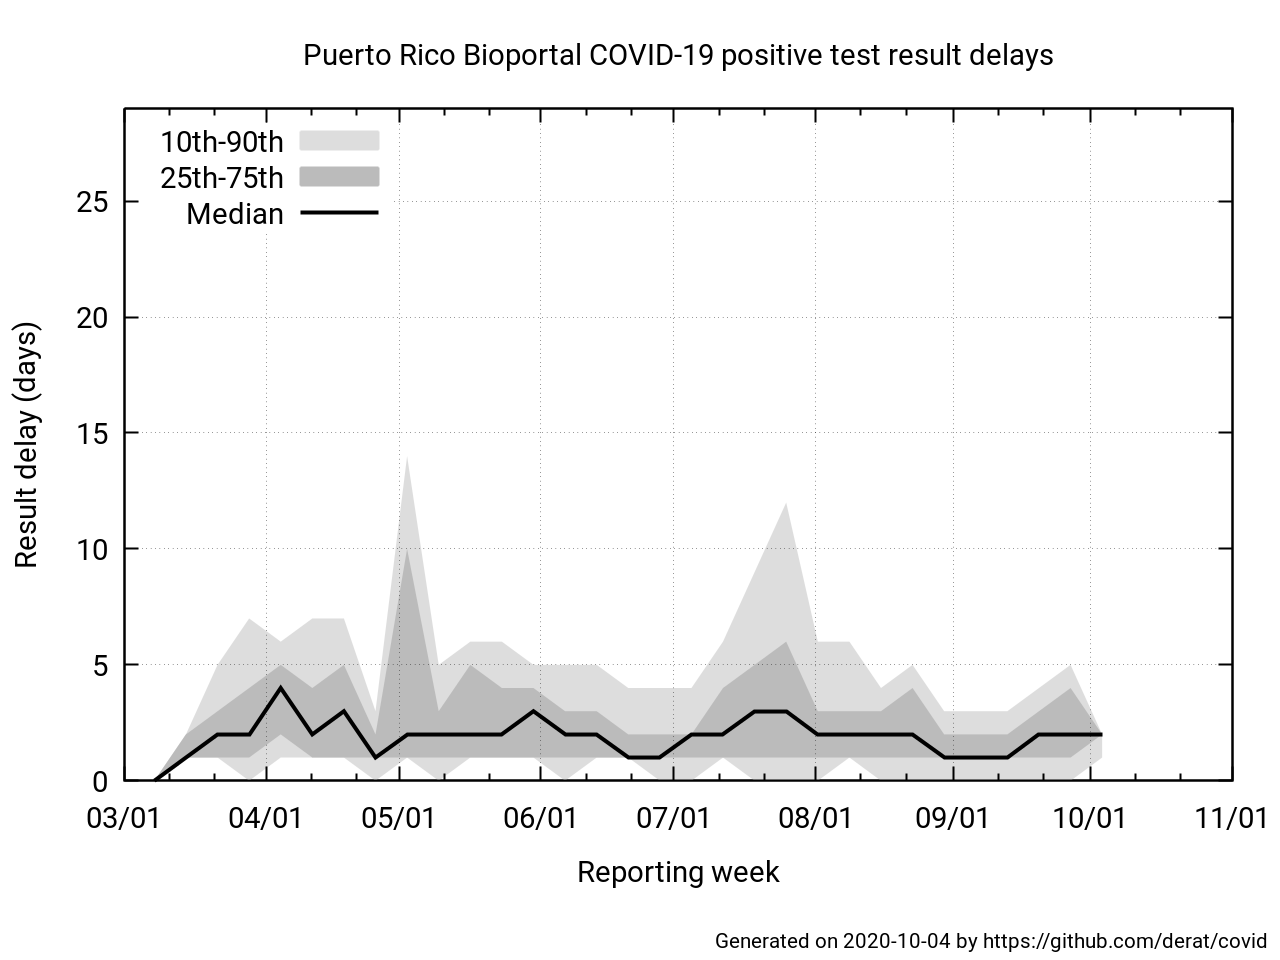 Puerto Rico Bioportal COVID-19 positive test result delays
10th-90th
25th-75th
Median
25
20
15
10
5
0
Result delay (days)
03/01 04/01 05/01 06/01 07/01 08/01 09/01 10/01 11/01
Reporting week
Generated on 2020-10-04 by https://github.com/derat/covid